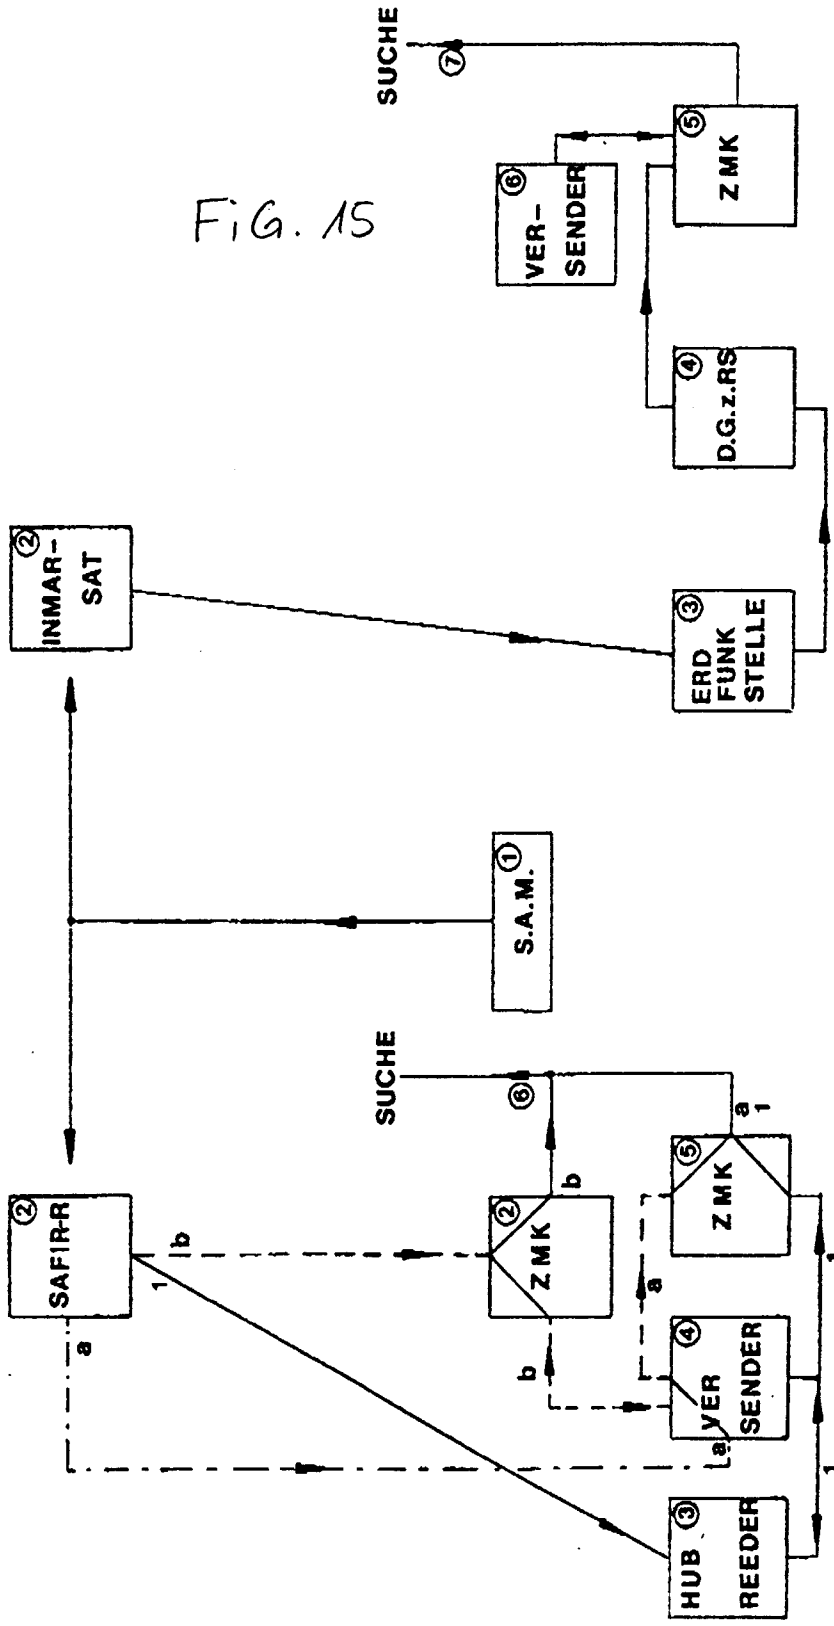 FiG. 15
SAFIR-R
2
INMAR-
SAT
2
a
1
b
S.A.M.
1
SUCHE
6
SUCHE
7
ZMK
2
b
b
VER-
SENDER
6
HUB
REEDER
3
VER
SENDER
4
a
a
ZMK
5
a
1
1
1
ERD
FUNK
STELLE
3
D.G.z.RS
4
ZMK
5